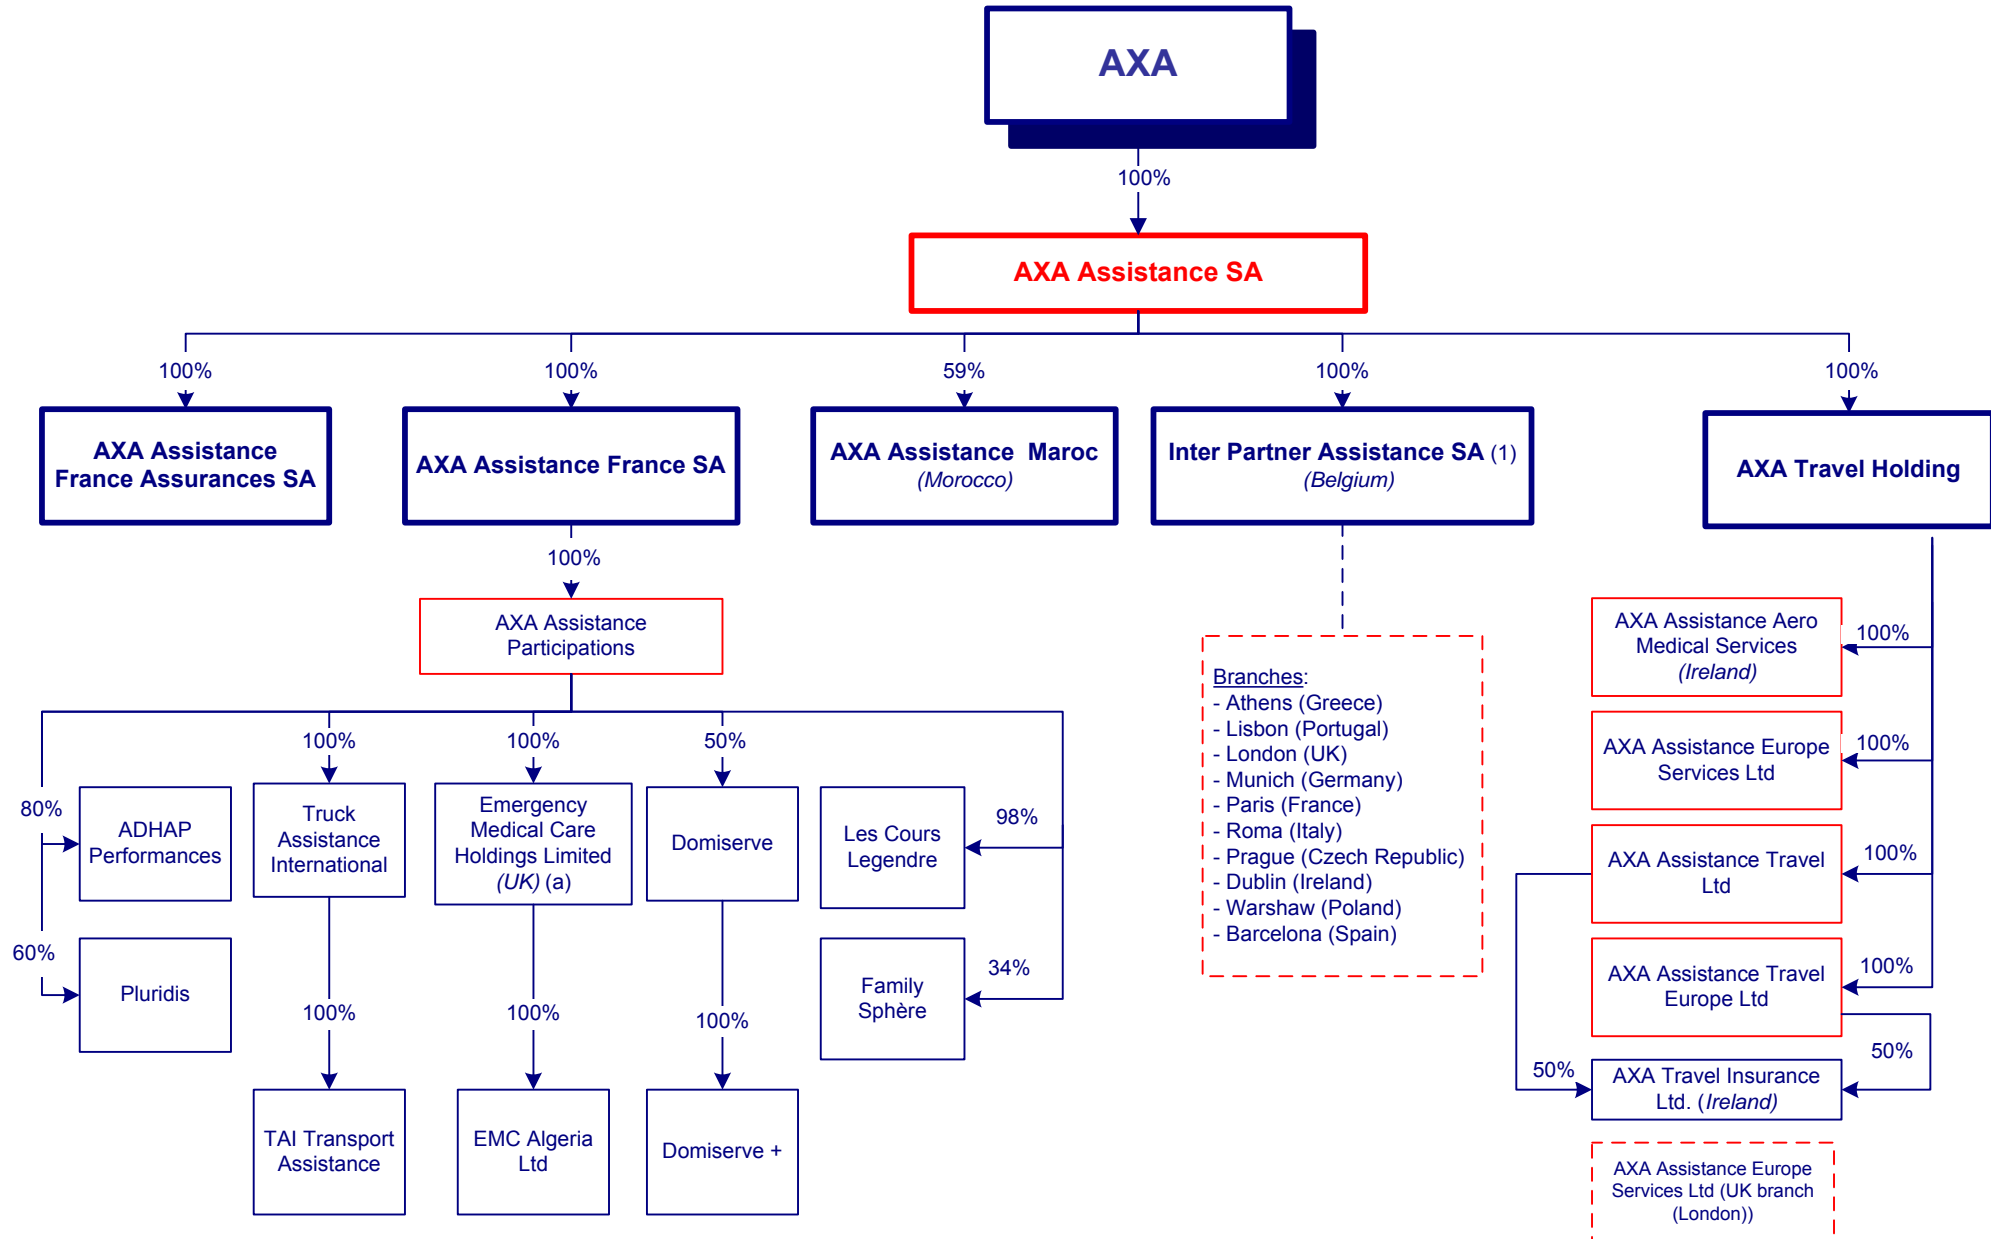 AXA
100%
AXA Assistance SA
100%
100%
59%
100%
100%
AXA Assistance
France Assurances SA
AXA Assistance France SA
AXA Assistance  Maroc
(Morocco)
Inter Partner Assistance SA (1)
(Belgium)
AXA Travel Holding
100%
AXA Assistance
Participations
80%
60%
100%
100%
50%
98%
34%
ADHAP
Performances
Truck
Assistance
International
Emergency
Medical Care
Holdings Limited
(UK) (a)
Domiserve
Les Cours
Legendre
Pluridis
Family
Sphère
100%
100%
100%
TAI Transport
Assistance
EMC Algeria
Ltd
Domiserve +
Branches:
- Athens (Greece)
- Lisbon (Portugal)
- London (UK)
- Munich (Germany)
- Paris (France)
- Roma (Italy)
- Prague (Czech Republic)
- Dublin (Ireland)
- Warshaw (Poland)
- Barcelona (Spain)
AXA Assistance Aero
Medical Services
(Ireland)
100%
AXA Assistance Europe
Services Ltd
100%
AXA Assistance Travel
Ltd
100%
AXA Assistance Travel
Europe Ltd
100%
50%
50%
AXA Travel Insurance
Ltd. (Ireland)
AXA Assistance Europe
Services Ltd (UK branch
(London))